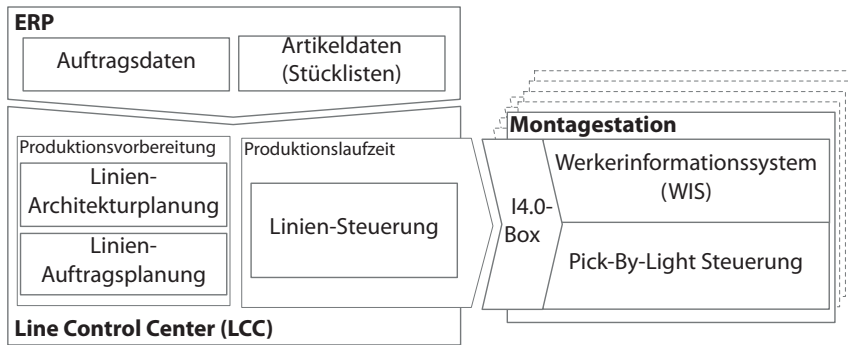 ERP
Auftragsdaten
Artikeldaten
(Stücklisten)
Produktionsvorbereitung
Linien-
Architekturplanung
Linien-
Auftragsplanung
Produktionslaufzeit
Linien-Steuerung
Line Control Center (LCC)
Montagestation
I4.0-
Box
Werkerinformationssystem
(WIS)
Pick-By-Light Steuerung